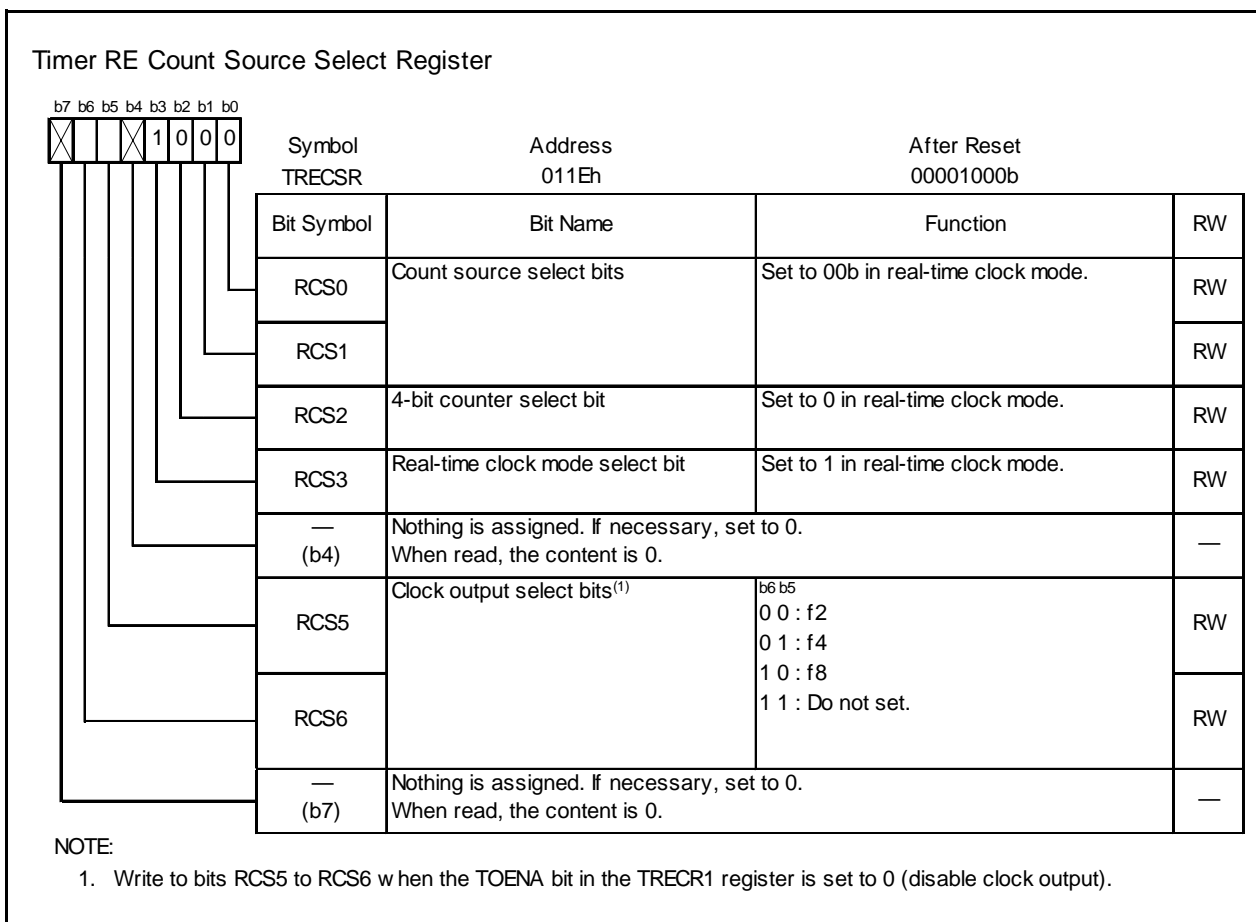 Timer RE Count Source Select Register
b7 b6 b5 b4 b3 b2 b1 b0
1 0 0 0
Symbol Address After Reset
TRECSR 011Eh 00001000b
Bit Symbol Bit Name Function RW
RCS0 Count source select bits Set to 00b in real-time clock mode. RW
RCS1 RW
RCS2 4-bit counter select bit Set to 0 in real-time clock mode. RW
RCS3 Real-time clock mode select bit Set to 1 in real-time clock mode. RW
— Nothing is assigned. If necessary, set to 0.
(b4) When read, the content is 0. —
Clock output select bits(1) b6 b5
RCS5 0 0 : f2 RW
0 1 : f4
1 0 : f8
RCS6 1 1 : Do not set. RW
— Nothing is assigned. If necessary, set to 0.
(b7) When read, the content is 0. —
NOTE:
1. Write to bits RCS5 to RCS6 w hen the TOENA bit in the TRECR1 register is set to 0 (disable clock output).